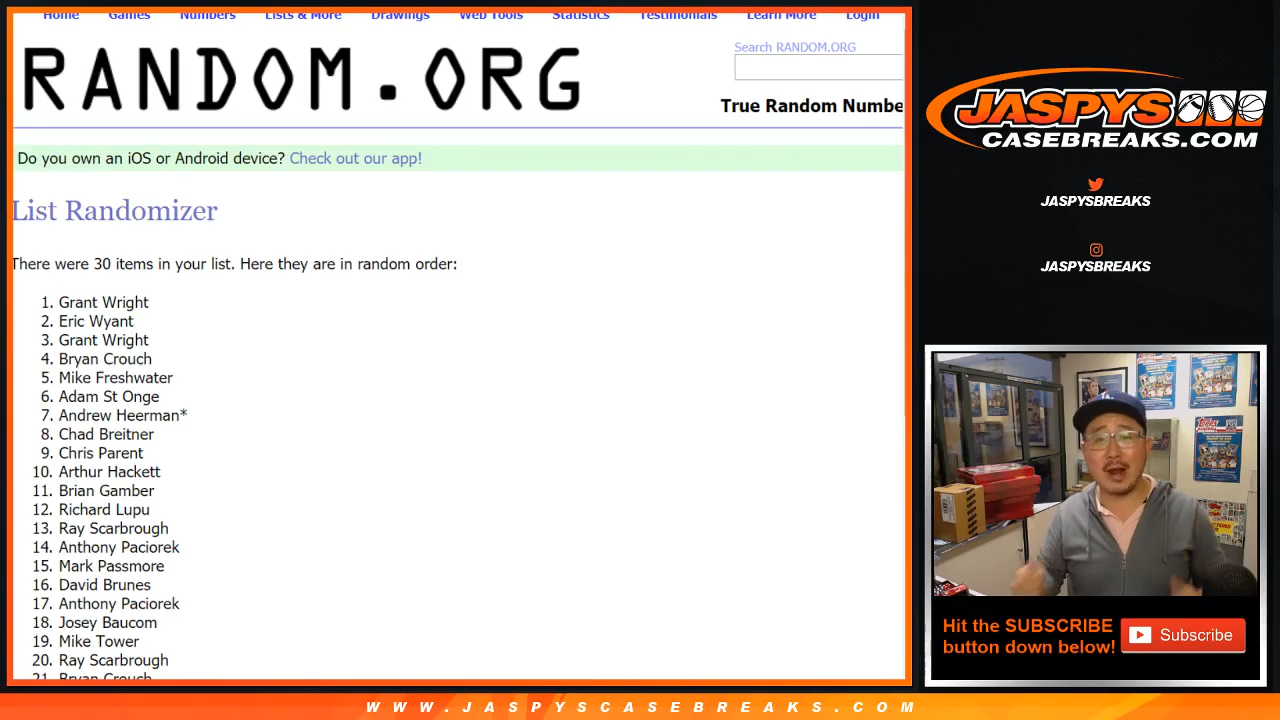 Home Games Numbers Lists & More Drawings Web Tools Statistics Testimonials Learn More Login
RANDOM.ORG
Search RANDOM.ORG
True Random Numbe
Do you own an iOS or Android device? Check out our app!
List Randomizer
There were 30 items in your list. Here they are in random order:
1. Grant Wright
2. Eric Wyant
3. Grant Wright
4. Bryan Crouch
5. Mike Freshwater
6. Adam St Onge
7. Andrew Heerman*
8. Chad Breitner
9. Chris Parent
10. Arthur Hackett
11. Brian Gamber
12. Richard Lupu
13. Ray Scarbrough
14. Anthony Paciorek
15. Mark Passmore
16. David Brunes
17. Anthony Paciorek
18. Josey Baucom
19. Mike Tower
20. Ray Scarbrough
21. Bryan Crouch
JASPYS
CASEBREAKS.COM
JASPYSBREAKS
JASPYSBREAKS
Topps
Hit the SUBSCRIBE
button down below!
Subscribe
WWW.JASPYSCASEBREAKS.COM